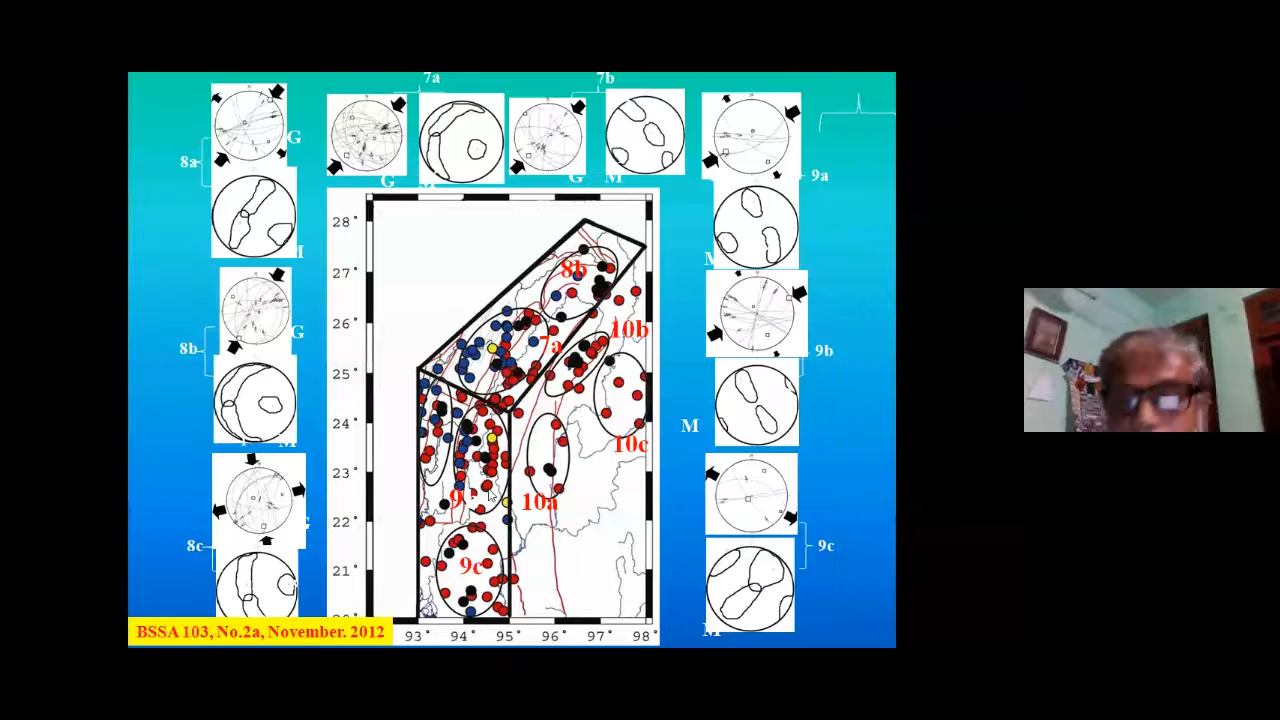 7a
7b
G
8a
G
M
G
M
9a
M
M
28°
27°
8b
26°
10b
7a
G
8b
9b
25°
24°
M
M
10c
23°
9
10a
22°
G
8c
9c
21°
9c
BSSA 103, No.2a, November. 2012
93°
94°
95°
96°
97°
98°
M